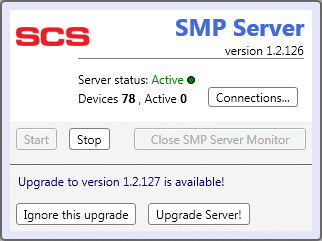 SCS
SMP Server
version 1.2.126
Server status: Active
Devices 78 , Active 0
Connections...
Start
Stop
Close SMP Server Monitor
Upgrade to version 1.2.127 is available!
Ignore this upgrade
Upgrade Server!